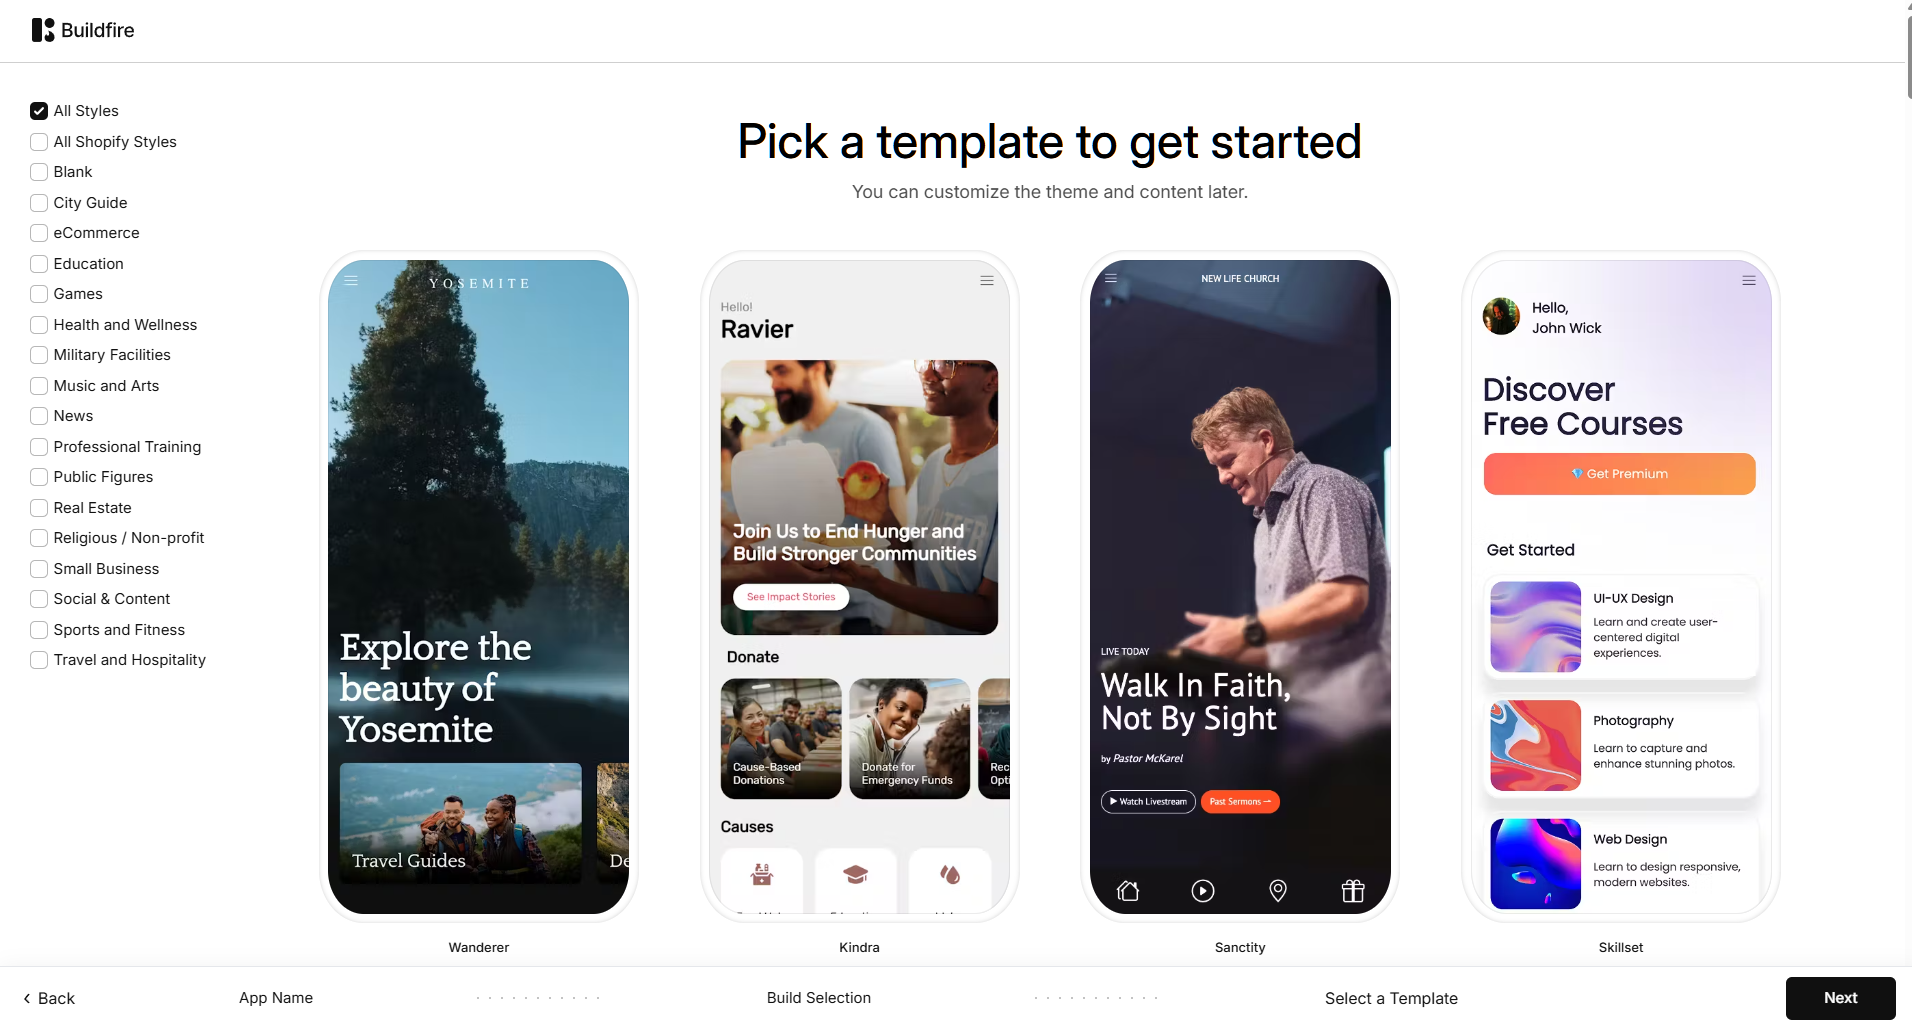 Buildfire
All Styles
All Shopify Styles
Blank
City Guide
eCommerce
Education
Games
Health and Wellness
Military Facilities
Music and Arts
News
Professional Training
Public Figures
Real Estate
Religious / Non-profit
Small Business
Social & Content
Sports and Fitness
Travel and Hospitality
Pick a template to get started
You can customize the theme and content later.
YOSEMITE
Explore the
beauty of
Yosemite
Travel Guides
De
Wanderer
Hello!
Ravier
Join Us to End Hunger and
Build Stronger Communities
See Impact Stories
Donate
Cause-Based
Donations
Donate for
Emergency Funds
Rec
Opti
Causes
Kindra
NEW LIFE CHURCH
LIVE TODAY
Walk In Faith,
Not By Sight
by Pastor McKarel
Watch Livestream
Past Sermons →
Sanctity
Hello,
John Wick
Discover
Free Courses
Get Premium
Get Started
UI-UX Design
Learn and create user-
centered digital
experiences.
Photography
Learn to capture and
enhance stunning photos.
Web Design
Learn to design responsive,
modern websites.
Skillset
Back
App Name
Build Selection
Select a Template
Next